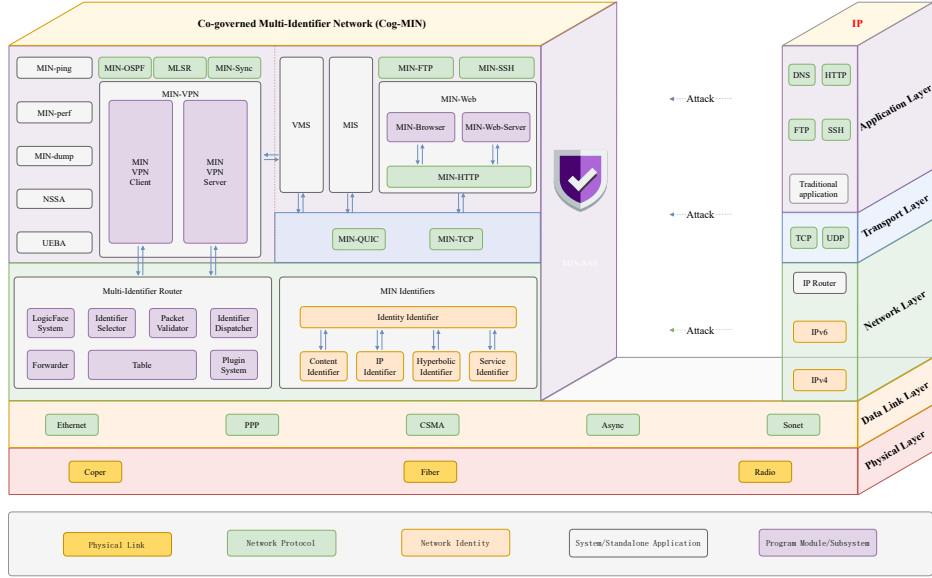 Co-governed Multi-Identifier Network (Cog-MIN)
IP
MIN-ping
MIN-OSPF
MLSR
MIN-Sync
MIN-FTP
MIN-SSH
DNS
HTTP
MIN-VPN
MIN-Web
Attack
Application Layer
MIN-perf
VMS
MIS
MIN-Browser
MIN-Web-Server
FTP
SSH
MIN-dump
MIN
VPN
Client
MIN
VPN
Server
MIN-HTTP
NSSA
Traditional
application
UEBA
MIN-QUIC
MIN-TCP
Attack
TCP
UDP
Transport Layer
Multi-Identifier Router
MIN Identifiers
IP Router
Network Layer
LogicFace
System
Identifier
Selector
Packet
Validator
Identifier
Dispatcher
Identity Identifier
Attack
IPv6
Forwarder
Table
Plugin
System
Content
Identifier
IP
Identifier
Hyperbolic
Identifier
Service
Identifier
IPv4
Ethernet
PPP
CSMA
Async
Sonet
Data Link Layer
Coper
Fiber
Radio
Physical Layer
Physical Link
Network Protocol
Network Identity
System/Standalone Application
Program Module/Subsystem